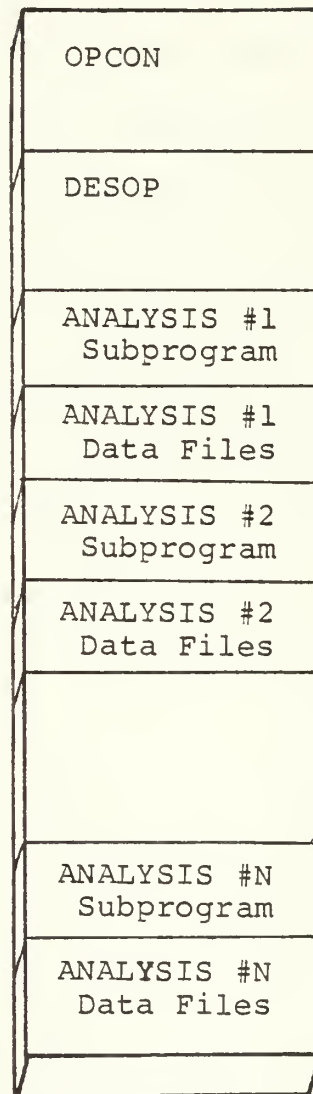 OPCON
DESOP
ANALYSIS #1
Subprogram
ANALYSIS #1
Data Files
ANALYSIS #2
Subprogram
ANALYSIS #2
Data Files
ANALYSIS #N
Subprogram
ANALYSIS #N
Data Files